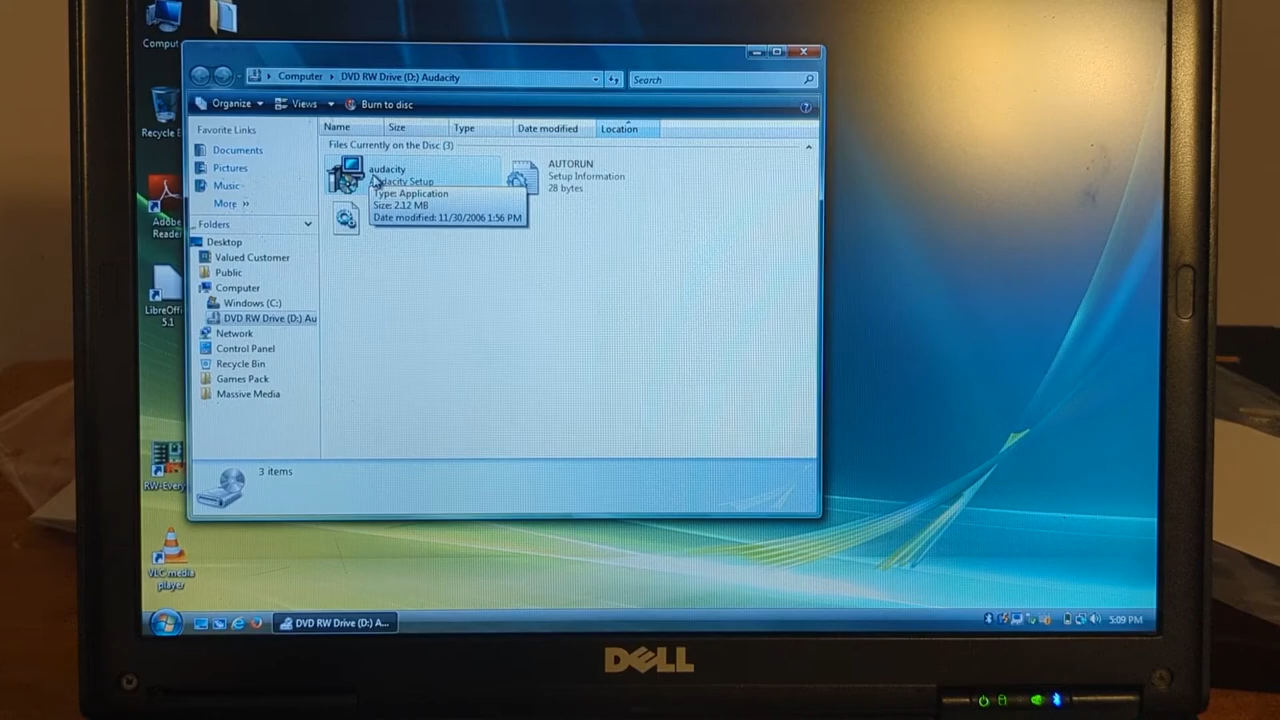 Comput
Computer DVD RW Drive (D:) Audacity
Search
Organize Views Burn to disc
Favorite Links
Documents
Pictures
Music
More »
Folders
Desktop
Valued Customer
Public
Computer
Windows (C:)
DVD RW Drive (D:) Au
Network
Control Panel
Recycle Bin
Games Pack
Massive Media
Name Size Type Date modified Location
Files Currently on the Disc (3)
audacity
Audacity Setup
Type: Application
Size: 2.12 MB
Date modified: 11/30/2006 1:56 PM
AUTORUN
Setup Information
28 bytes
3 items
Recycle B
Adobe
Reade
LibreOffi
5.1
RW-Every
VLC media
player
DVD RW Drive (D:) A...
5:09 PM
DELL